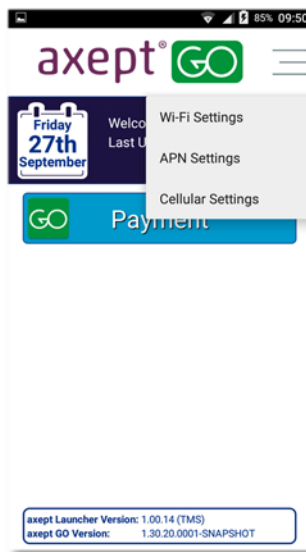 85% 09:50
axept GO
Friday
27th
September
Welco
Last U
Wi-Fi Settings
APN Settings
Cellular Settings
GO Payment
axept Launcher Version: 1.00.14 (TMS)
axept GO Version: 1.30.20.0001-SNAPSHOT